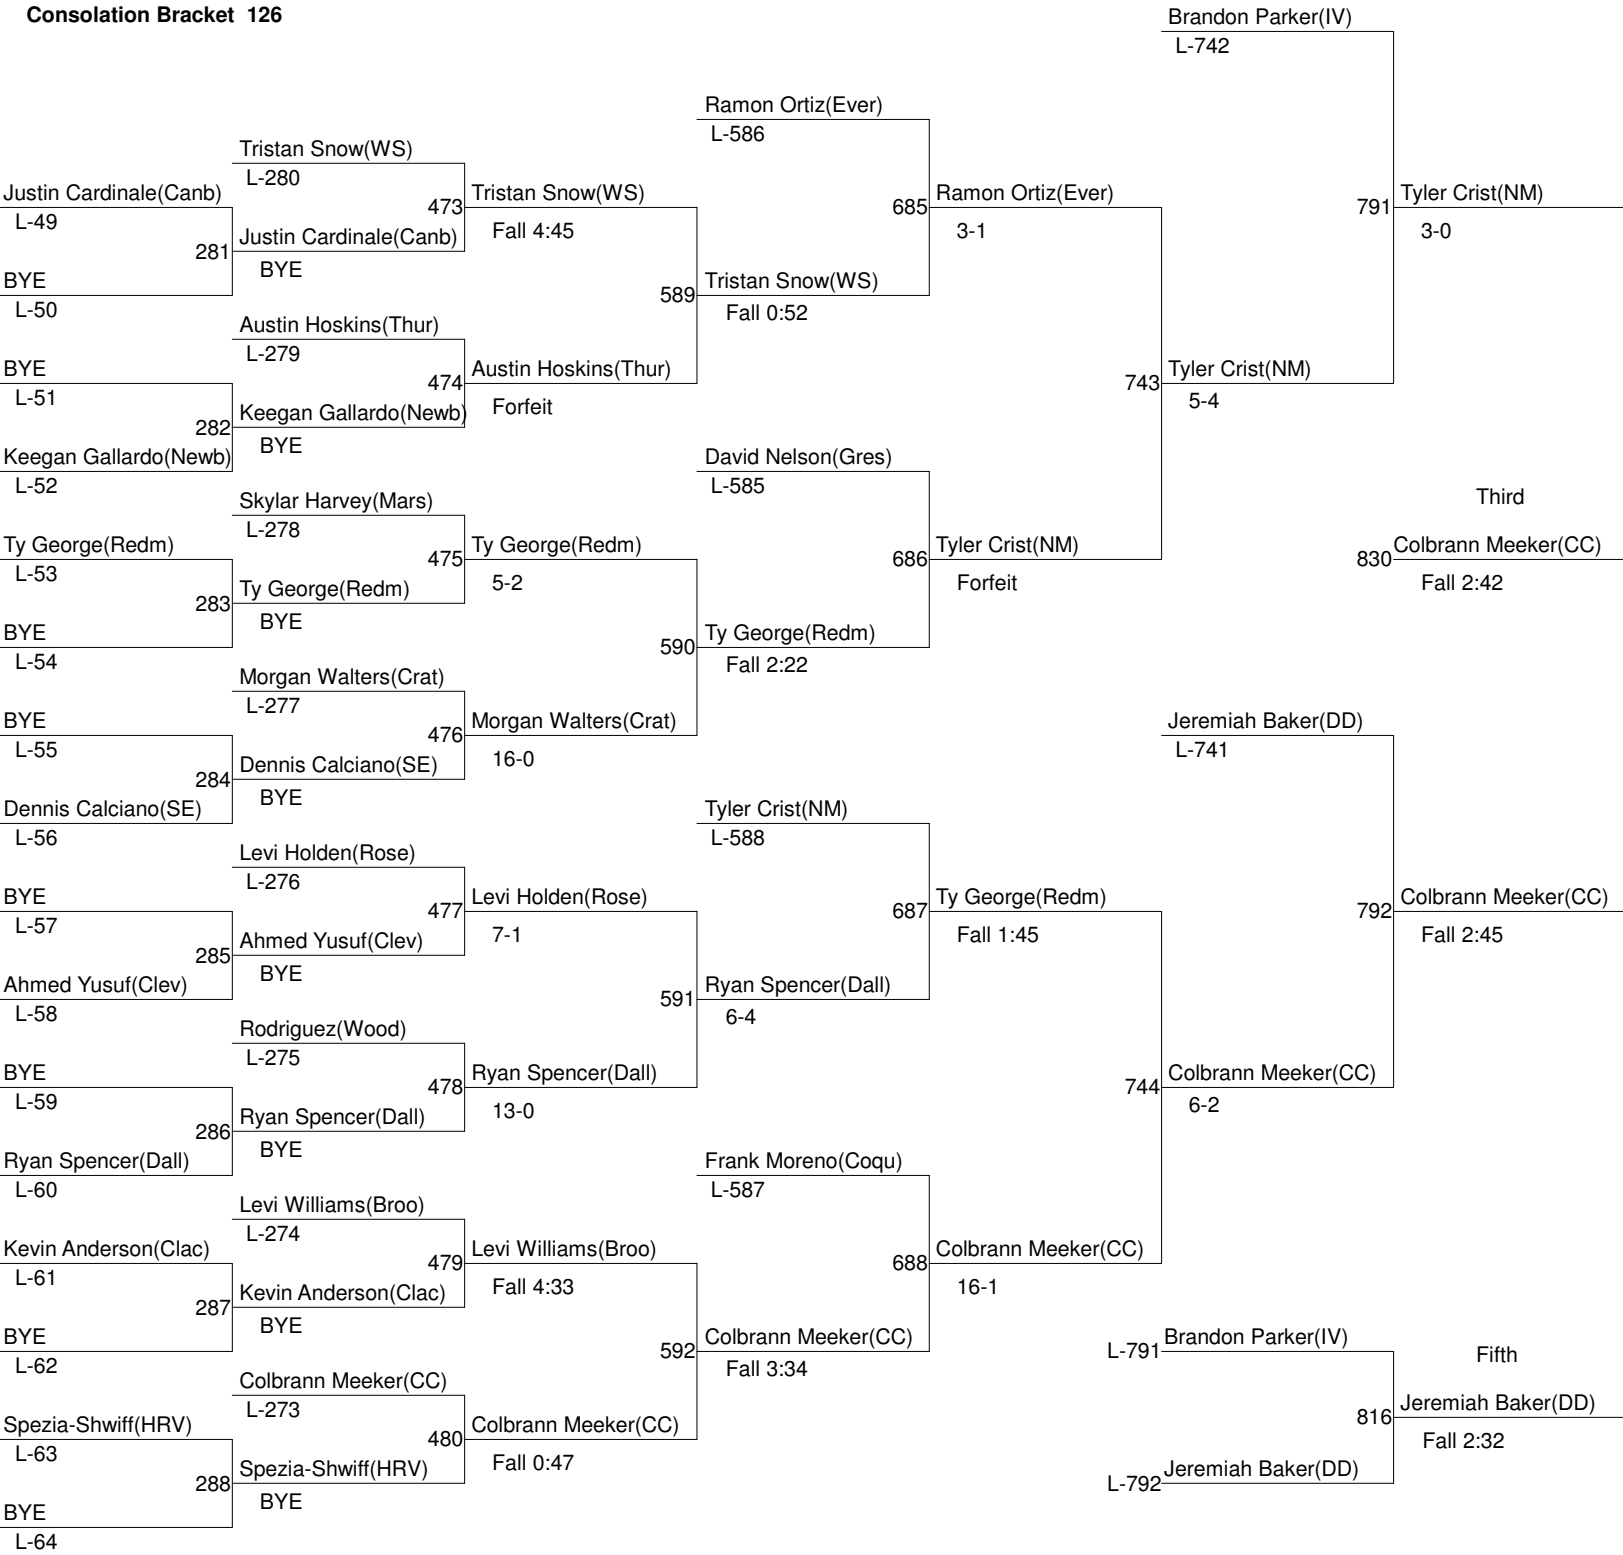 Consolation Bracket  126
Justin Cardinale(Canb)
L-49
281
BYE
L-50
BYE
L-51
282
Keegan Gallardo(Newb)
L-52
Ty George(Redm)
L-53
283
BYE
L-54
BYE
L-55
284
Dennis Calciano(SE)
L-56
BYE
L-57
285
Ahmed Yusuf(Clev)
L-58
BYE
L-59
286
Ryan Spencer(Dall)
L-60
Kevin Anderson(Clac)
L-61
287
BYE
L-62
Spezia-Shwiff(HRV)
L-63
288
BYE
L-64
Tristan Snow(WS)
L-280
473
Justin Cardinale(Canb)
BYE
Austin Hoskins(Thur)
L-279
474
Keegan Gallardo(Newb)
BYE
Skylar Harvey(Mars)
L-278
475
Ty George(Redm)
BYE
Morgan Walters(Crat)
L-277
476
Dennis Calciano(SE)
BYE
Levi Holden(Rose)
L-276
477
Ahmed Yusuf(Clev)
BYE
Rodriguez(Wood)
L-275
478
Ryan Spencer(Dall)
BYE
Levi Williams(Broo)
L-274
479
Kevin Anderson(Clac)
BYE
Colbrann Meeker(CC)
L-273
480
Spezia-Shwiff(HRV)
BYE
Tristan Snow(WS)
Fall 4:45
589
Austin Hoskins(Thur)
Forfeit
Ty George(Redm)
5-2
590
Morgan Walters(Crat)
16-0
Levi Holden(Rose)
7-1
591
Ryan Spencer(Dall)
13-0
Levi Williams(Broo)
Fall 4:33
592
Colbrann Meeker(CC)
Fall 0:47
Ramon Ortiz(Ever)
L-586
685
Tristan Snow(WS)
Fall 0:52
David Nelson(Gres)
L-585
686
Ty George(Redm)
Fall 2:22
Tyler Crist(NM)
L-588
687
Ryan Spencer(Dall)
6-4
Frank Moreno(Coqu)
L-587
688
Colbrann Meeker(CC)
Fall 3:34
Ramon Ortiz(Ever)
3-1
743
Tyler Crist(NM)
Forfeit
Ty George(Redm)
Fall 1:45
744
Colbrann Meeker(CC)
16-1
Brandon Parker(IV)
L-742
791
Tyler Crist(NM)
5-4
Jeremiah Baker(DD)
L-741
792
Colbrann Meeker(CC)
6-2
L-791
Brandon Parker(IV)
816
L-792
Jeremiah Baker(DD)
Tyler Crist(NM)
3-0
Third
830
Colbrann Meeker(CC)
Fall 2:42
Colbrann Meeker(CC)
Fall 2:45
Fifth
Jeremiah Baker(DD)
Fall 2:32